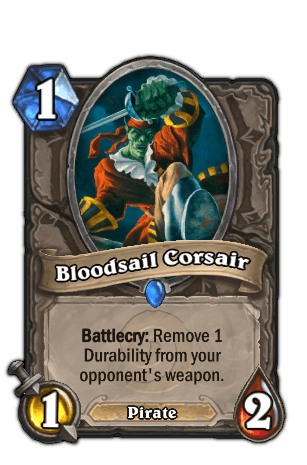 1
Bloodsail Corsair
Battlecry: Remove 1
Durability from your
opponent's weapon.
1
Pirate
2